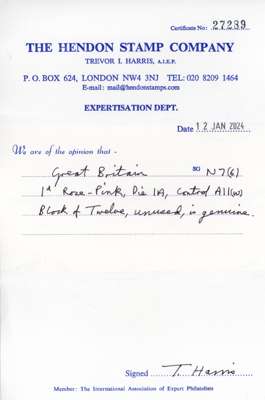 Certificate No: 27239
THE HENDON STAMP COMPANY
TREVOR I. HARRIS, A.I.E.P.
P. O. BOX 624, LONDON NW4 3NJ TEL: 020 8209 1464
E-mail: mail@hendonstamps.com
EXPERTISATION DEPT.
Date 12 JAN 2024
We are of the opinion that -
Great Britain SG N7(6)
1d Rose-Pink, Die 1A, Control A11(w)
Block of Twelve, unused, is genuine.
Signed T. Harris
Member: The International Association of Expert Philatelists